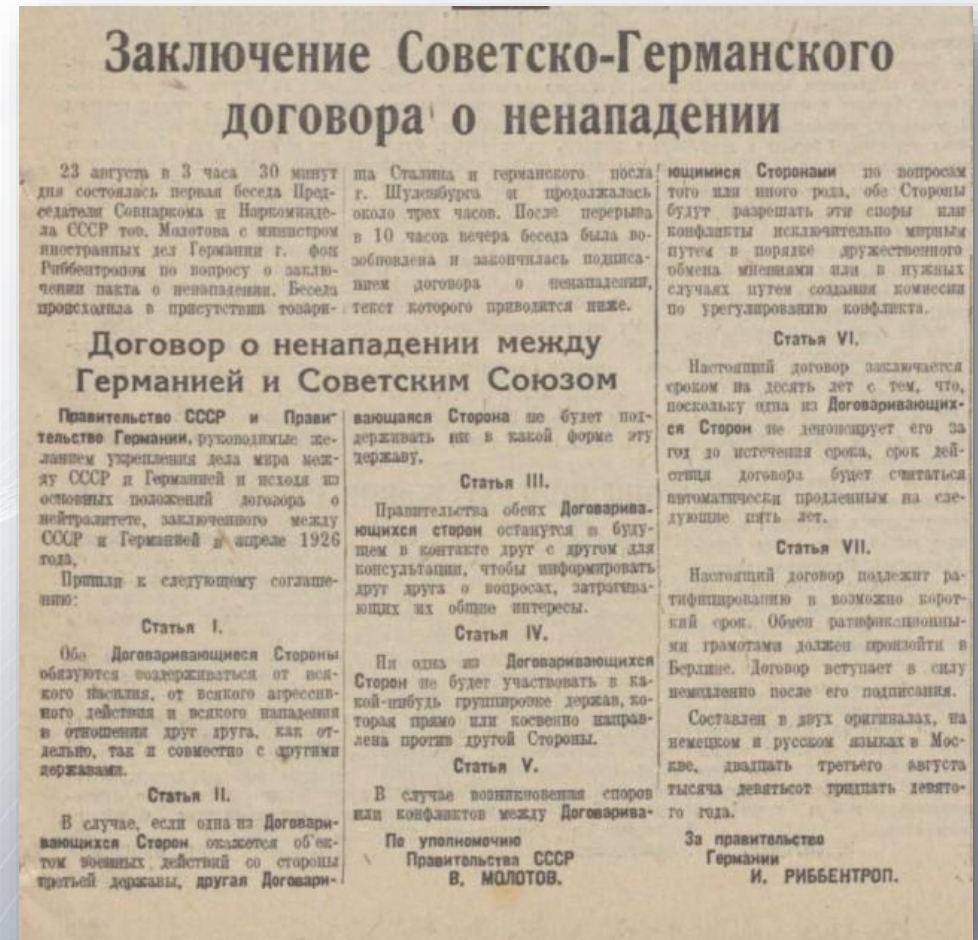 Заключение Советско-Германского
договора о ненападении
23 августа в 3 часа 30 минут
дня состоялась первая беседа Пред-
седателя Совнаркома и Наркоминде-
ла СССР тов. Молотова с министром
иностранных дел Германии г. фон
Риббентропом по вопросу о заклю-
чении пакта о ненападении. Беседа
происходила в присутствии товари-
ща Сталина и германского посла
г. Шуленбурга и продолжалась
около трех часов. После перерыва
в 10 часов вечера беседа была во-
зобновлена и закончилась подписа-
нием договора о ненападении,
текст которого приводится ниже.
Договор о ненападении между
Германией и Советским Союзом
Правительство СССР и Прави-
тельство Германии, руководимые же-
ланием укрепления дела мира меж-
ду СССР и Германией и исходя из
основных положений договора о
нейтралитете, заключенного между
СССР и Германией в апреле 1926
года,
Пришли к следующему соглаше-
нию:
Статья I.
Обе Договаривающиеся Стороны
обязуются воздерживаться от вся-
кого насилия, от всякого агрессив-
ного действия и всякого нападения
в отношении друг друга, как от-
дельно, так и совместно с другими
державами.
Статья II.
В случае, если одна из Договари-
вающихся Сторон окажется об'ек-
том военных действий со стороны
третьей державы, другая Договари-
вающаяся Сторона не будет под-
держивать ни в какой форме эту
державу.
Статья III.
Правительства обеих Договарива-
ющихся сторон останутся в буду-
щем в контакте друг с другом для
консультации, чтобы информировать
друг друга о вопросах, затрагива-
ющих их общие интересы.
Статья IV.
Ни одна из Договаривающихся
Сторон не будет участвовать в ка-
кой-нибудь группировке держав, ко-
торая прямо или косвенно направ-
лена против другой Стороны.
Статья V.
В случае возникновения споров
или конфликтов между Договарива-
ющимися Сторонами по вопросам
того или иного рода, обе Стороны
будут разрешать эти споры или
конфликты исключительно мирным
путем в порядке дружественного
обмена мнениями или в нужных
случаях путем создания комиссии
по урегулированию конфликта.
Статья VI.
Настоящий договор заключается
сроком на десять лет с тем, что,
поскольку одна из Договаривающих-
ся Сторон не денонсирует его за
год до истечения срока, срок дей-
ствия договора будет считаться
автоматически продленным на сле-
дующие пять лет.
Статья VII.
Настоящий договор подлежит ра-
тифицированию в возможно корот-
кий срок. Обмен ратификационны-
ми грамотами должен произойти в
Берлине. Договор вступает в силу
немедленно после его подписания.
Составлен в двух оригиналах, на
немецком и русском языках в Мос-
кве, двадцать третьего августа
тысяча девятьсот тридцать девято-
го года.
По уполномочию
Правительства СССР
В. МОЛОТОВ.
За правительство
Германии
И. РИББЕНТРОП.